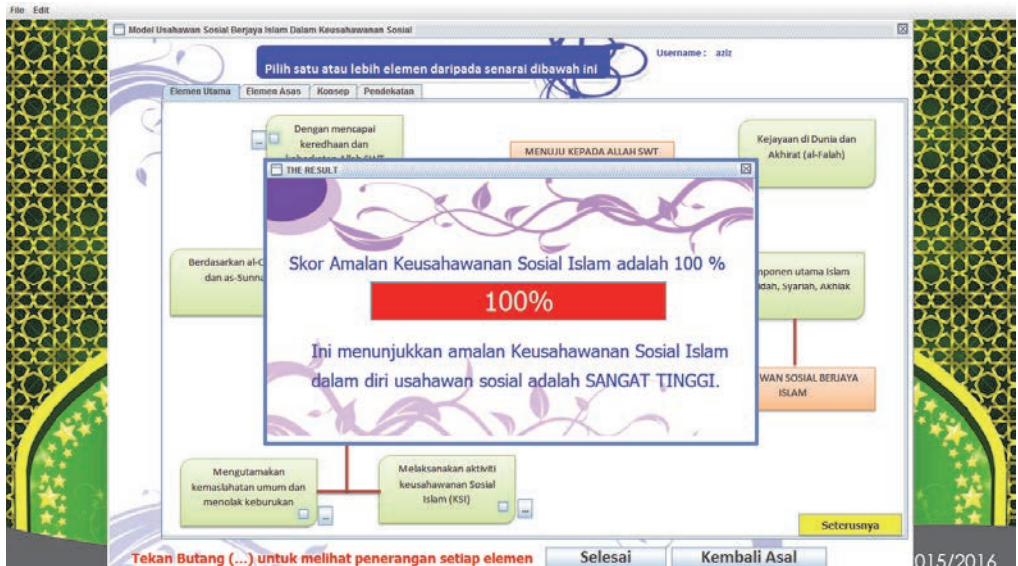 File Edit
Model Usahawan Sosial Berjaya Islam Dalam Keusahawanan Sosial
Username : aziz
Pilih satu atau lebih elemen daripada senarai dibawah ini
Elemen Utama Elemen Asas Konsep Pendekatan
Dengan mencapai
keredhaan dan
keberkatan Allah SWT
...
MENUJU KEPADA ALLAH SWT
Kejayaan di Dunia dan
Akhirat (al-Falah)
THE RESULT
Skor Amalan Keusahawanan Sosial Islam adalah 100 %
100%
Ini menunjukkan amalan Keusahawanan Sosial Islam
dalam diri usahawan sosial adalah SANGAT TINGGI.
Berdasarkan
dan
utama Islam
Syariah, Akhlak
SOSIAL BERJAYA
ISLAM
Mengutamakan
kemaslahatan umum dan
menolak keburukan
...
Melaksanakan aktiviti
keusahawanan Sosial
Islam (KSI)
...
Seterusnya
Tekan Butang (...) untuk melihat penerangan setiap elemen
Selesai
Kembali Asal
015/2016